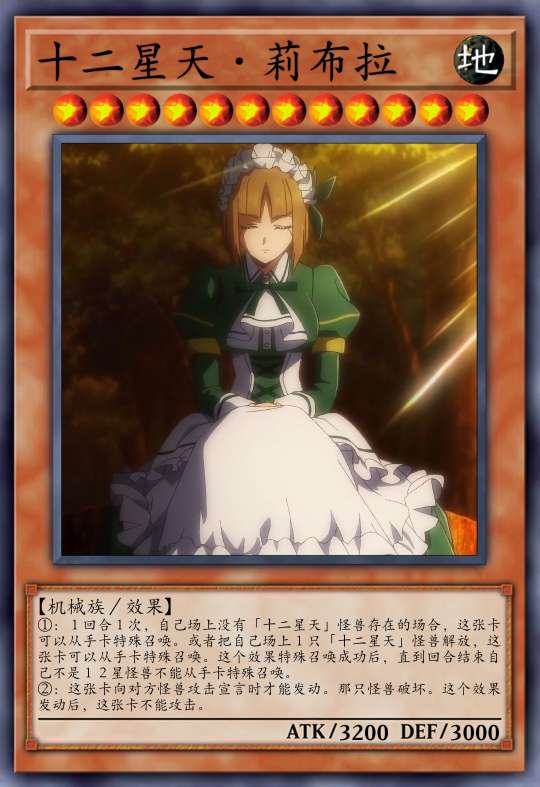 十二星天·莉布拉
地
【机械族／效果】
①：１回合１次，自己场上没有「十二星天」怪兽存在的场合，这张卡
可以从手卡特殊召唤。或者把自己场上１只「十二星天」怪兽解放，这
张卡可以从手卡特殊召唤。这个效果特殊召唤成功后，直到回合结束自
己不是１２星怪兽不能从手卡特殊召唤。
②：这张卡向对方怪兽攻击宣言时才能发动。那只怪兽破坏。这个效果
发动后，这张卡不能攻击。
ATK/3200 DEF/3000